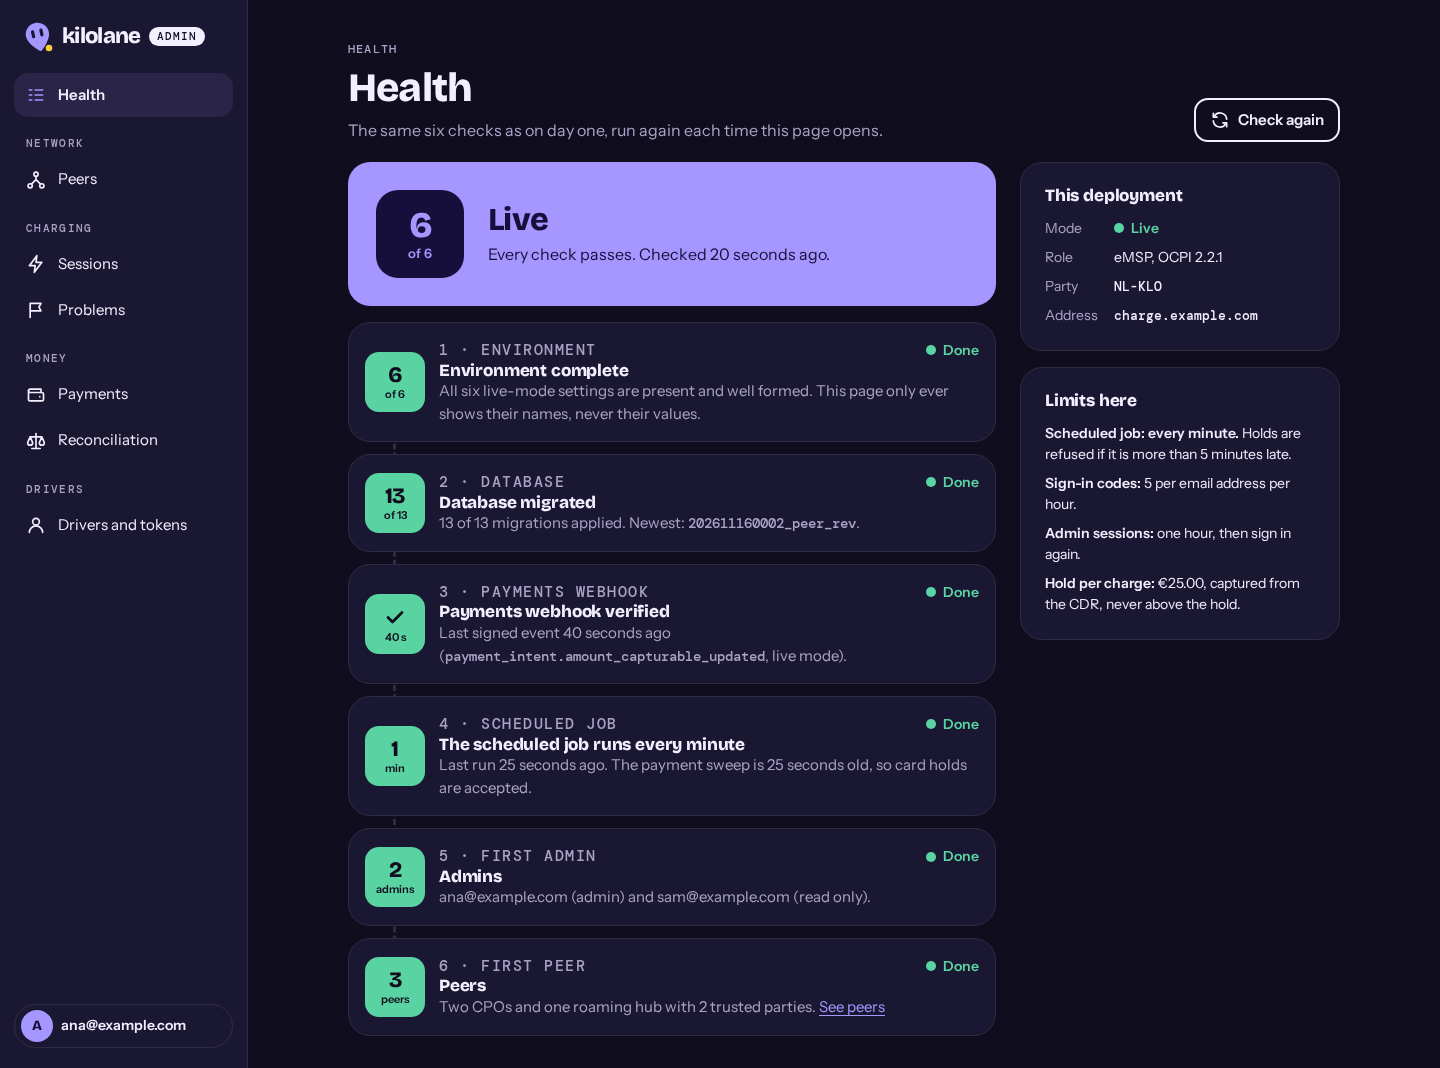 kilolane ADMIN
Health
NETWORK
Peers
CHARGING
Sessions
Problems
MONEY
Payments
Reconciliation
DRIVERS
Drivers and tokens
A ana@example.com
HEALTH
Health
The same six checks as on day one, run again each time this page opens.
Check again
6
of 6
Live
Every check passes. Checked 20 seconds ago.
6
of 6
1 · ENVIRONMENT
Done
Environment complete
All six live-mode settings are present and well formed. This page only ever
shows their names, never their values.
13
of 13
2 · DATABASE
Done
Database migrated
13 of 13 migrations applied. Newest: 202611160002_peer_rev.
40 s
3 · PAYMENTS WEBHOOK
Done
Payments webhook verified
Last signed event 40 seconds ago
(payment_intent.amount_capturable_updated, live mode).
1
min
4 · SCHEDULED JOB
Done
The scheduled job runs every minute
Last run 25 seconds ago. The payment sweep is 25 seconds old, so card holds
are accepted.
2
admins
5 · FIRST ADMIN
Done
Admins
ana@example.com (admin) and sam@example.com (read only).
3
peers
6 · FIRST PEER
Done
Peers
Two CPOs and one roaming hub with 2 trusted parties. See peers
This deployment
Mode Live
Role eMSP, OCPI 2.2.1
Party NL-KLO
Address charge.example.com
Limits here
Scheduled job: every minute. Holds are
refused if it is more than 5 minutes late.
Sign-in codes: 5 per email address per
hour.
Admin sessions: one hour, then sign in
again.
Hold per charge: €25.00, captured from
the CDR, never above the hold.